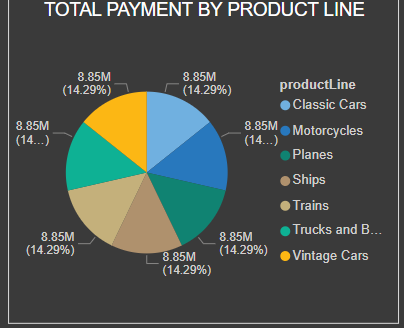 TOTAL PAYMENT BY PRODUCT LINE
8.85M
(14.29%)
8.85M
(14.29%)
8.85M
(14...)
8.85M
(14...)
8.85M
(14.29%)
8.85M
(14.29%)
8.85M
(14.29%)
productLine
Classic Cars
Motorcycles
Planes
Ships
Trains
Trucks and B...
Vintage Cars